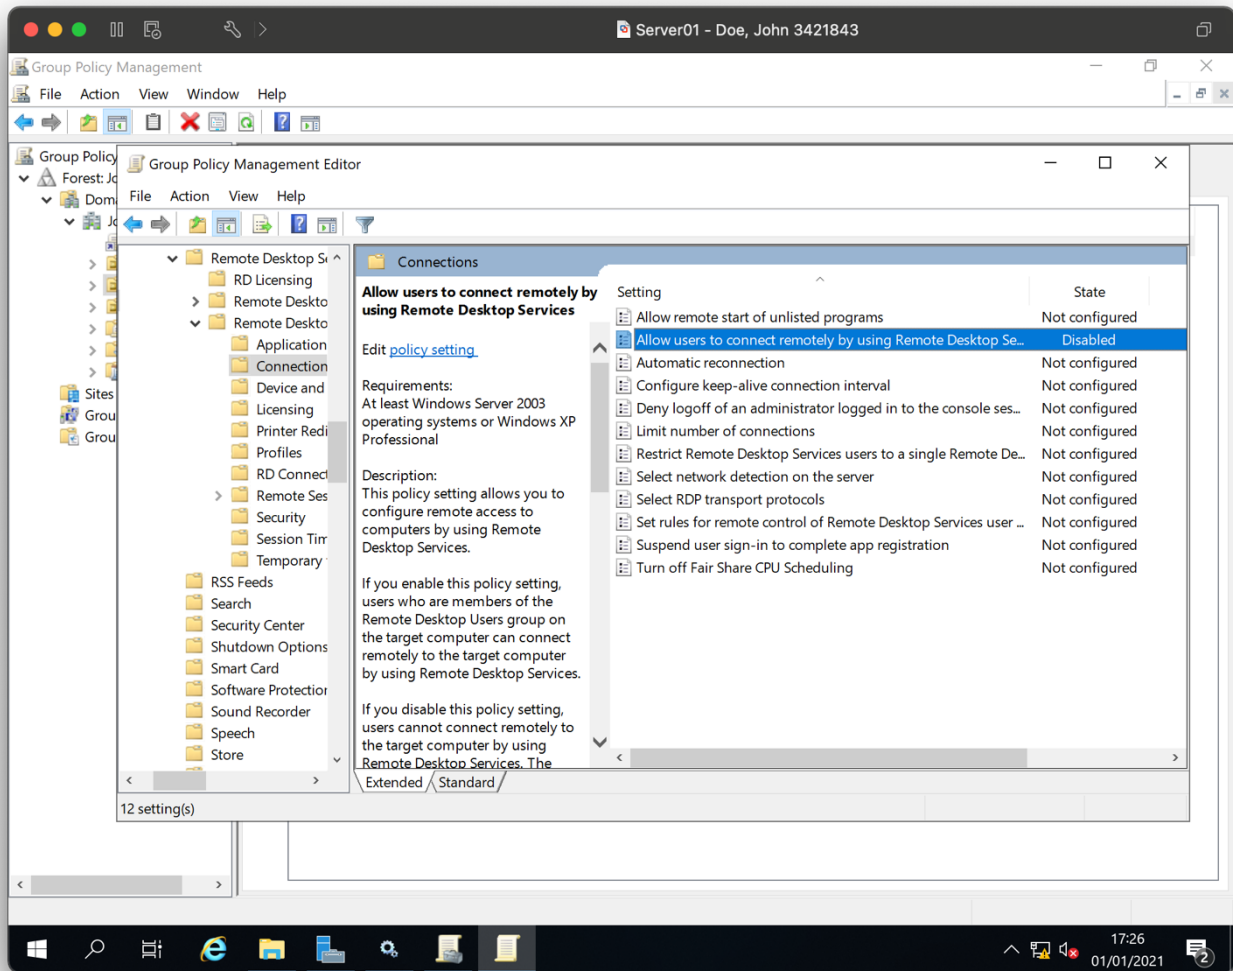 Server01 - Doe, John 3421843
Group Policy Management
File Action View Window Help
Group Policy
Forest: Jo
Doma
Jo
Sites
Grou
Grou
Group Policy Management Editor
File Action View Help
Remote Desktop Se
RD Licensing
Remote Deskto
Remote Deskto
Application
Connection
Device and
Licensing
Printer Redi
Profiles
RD Connect
Remote Ses
Security
Session Tim
Temporary
RSS Feeds
Search
Security Center
Shutdown Options
Smart Card
Software Protection
Sound Recorder
Speech
Store
Connections
Allow users to connect remotely by
using Remote Desktop Services
Edit policy setting
Requirements:
At least Windows Server 2003
operating systems or Windows XP
Professional
Description:
This policy setting allows you to
configure remote access to
computers by using Remote
Desktop Services.
If you enable this policy setting,
users who are members of the
Remote Desktop Users group on
the target computer can connect
remotely to the target computer
by using Remote Desktop Services.
If you disable this policy setting,
users cannot connect remotely to
the target computer by using
Remote Desktop Services. The
Setting State
Allow remote start of unlisted programs Not configured
Allow users to connect remotely by using Remote Desktop Se... Disabled
Automatic reconnection Not configured
Configure keep-alive connection interval Not configured
Deny logoff of an administrator logged in to the console ses... Not configured
Limit number of connections Not configured
Restrict Remote Desktop Services users to a single Remote De... Not configured
Select network detection on the server Not configured
Select RDP transport protocols Not configured
Set rules for remote control of Remote Desktop Services user ... Not configured
Suspend user sign-in to complete app registration Not configured
Turn off Fair Share CPU Scheduling Not configured
Extended Standard
12 setting(s)
17:26
01/01/2021
2